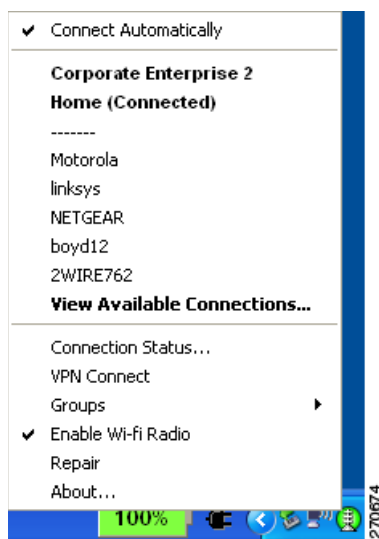 Connect Automatically
Corporate Enterprise 2
Home (Connected)
-------
Motorola
linksys
NETGEAR
boyd12
2WIRE762
View Available Connections...
Connection Status...
VPN Connect
Groups
Enable Wi-fi Radio
Repair
About...
100%
270674